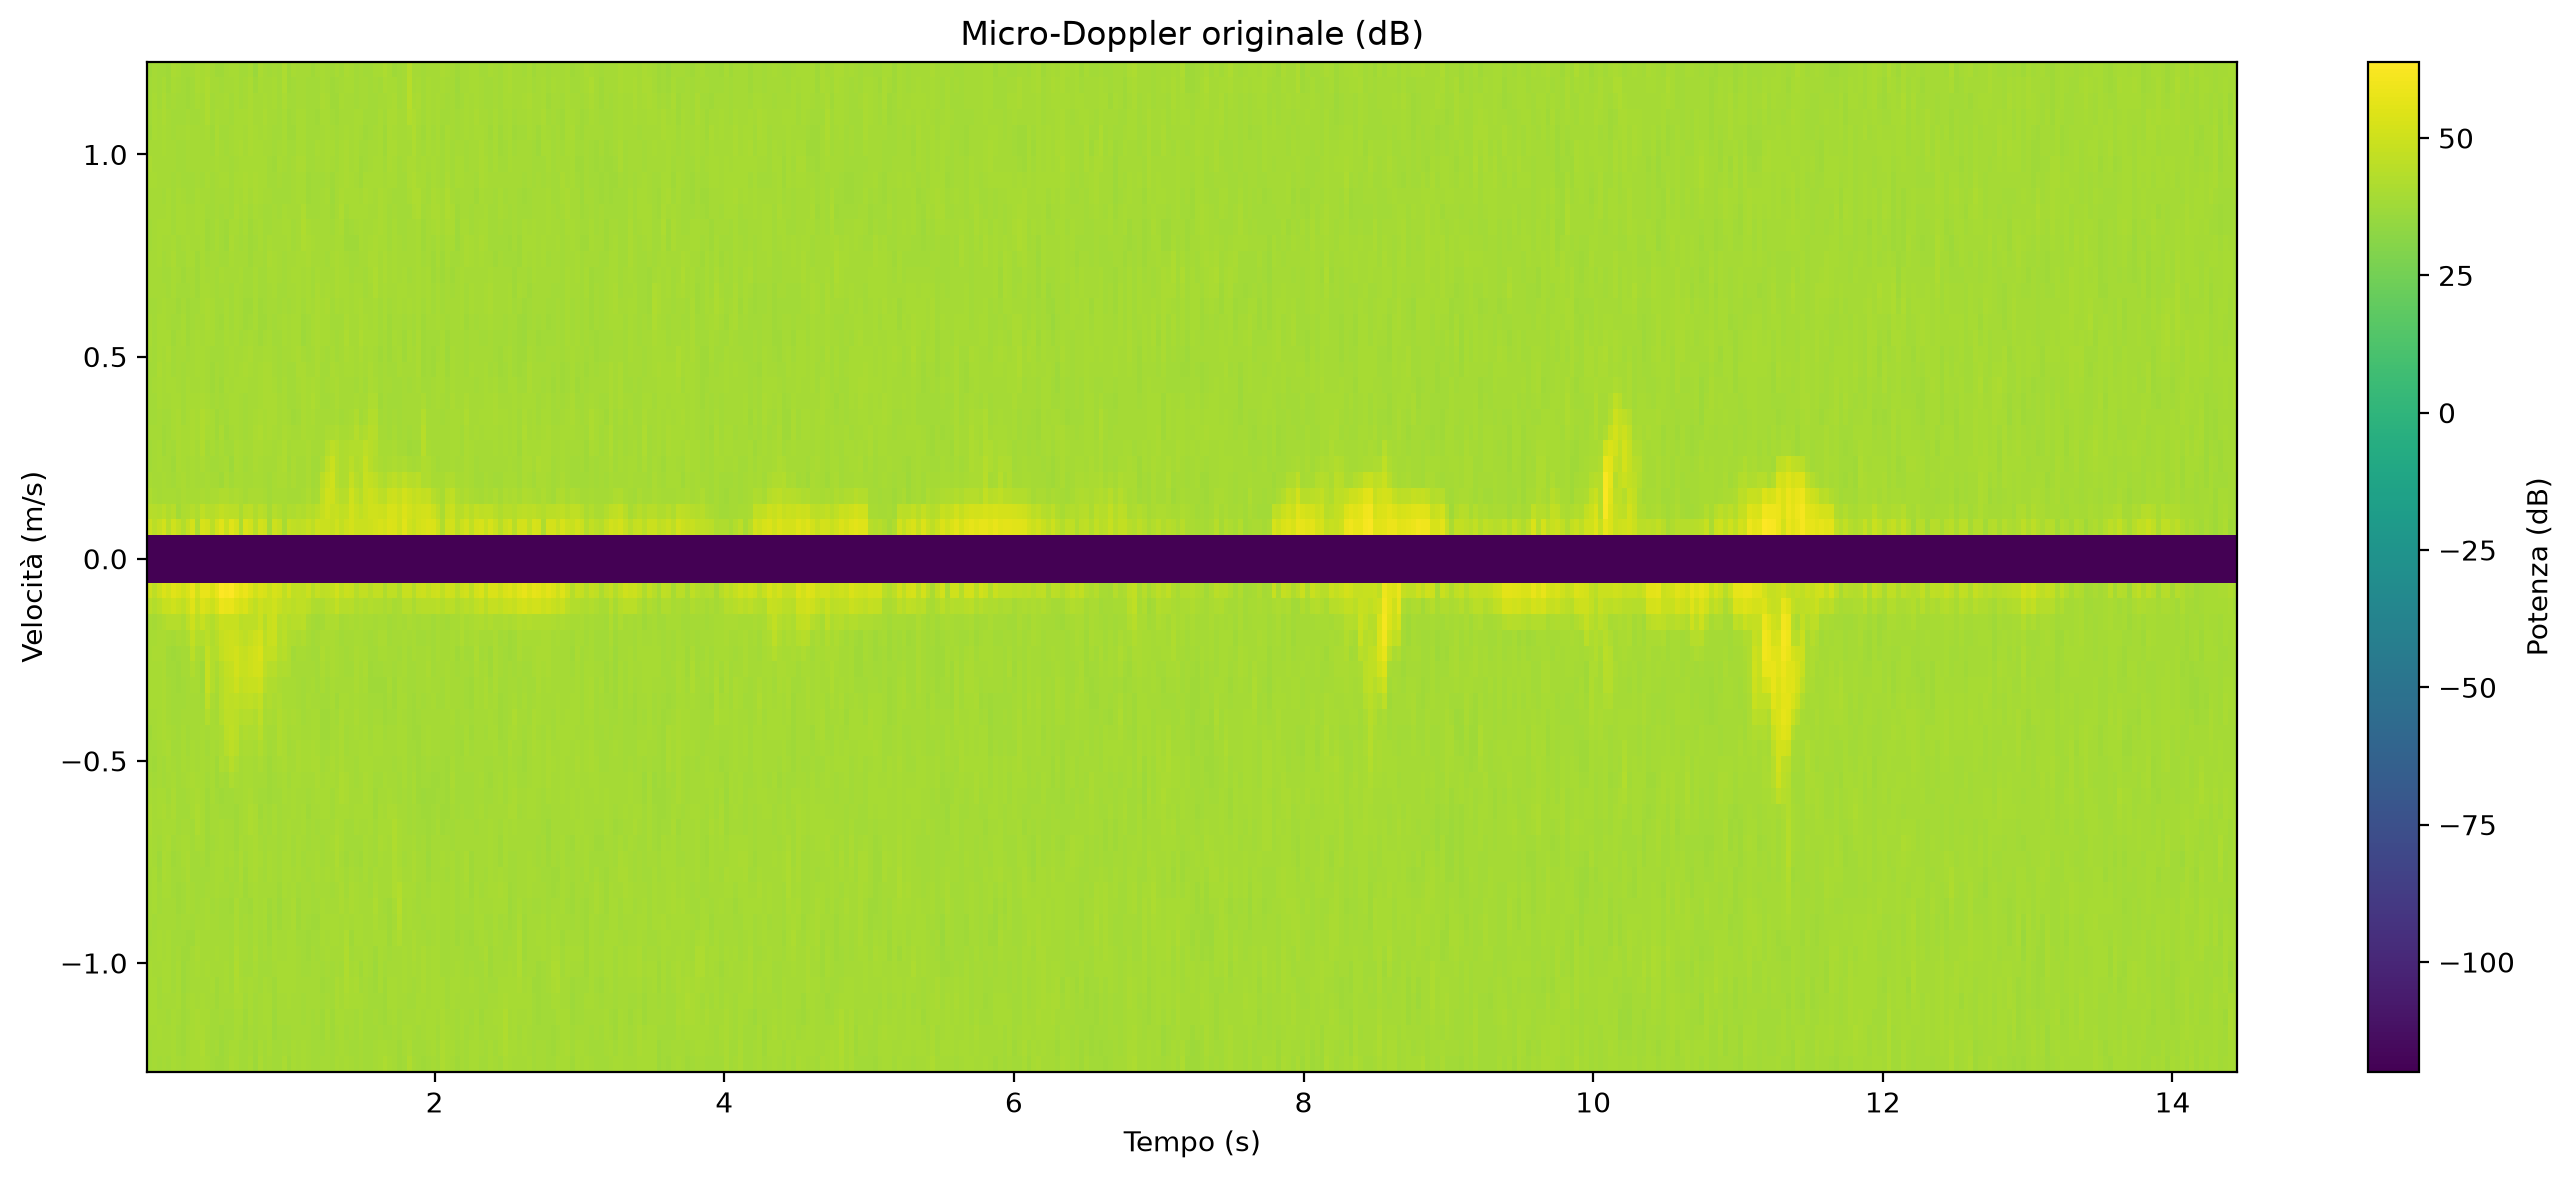 Micro-Doppler originale (dB)
Velocità (m/s)
1.0
0.5
0.0
−0.5
−1.0
2 4 6 8 10 12 14
Tempo (s)
50
25
0
−25
−50
−75
−100
Potenza (dB)